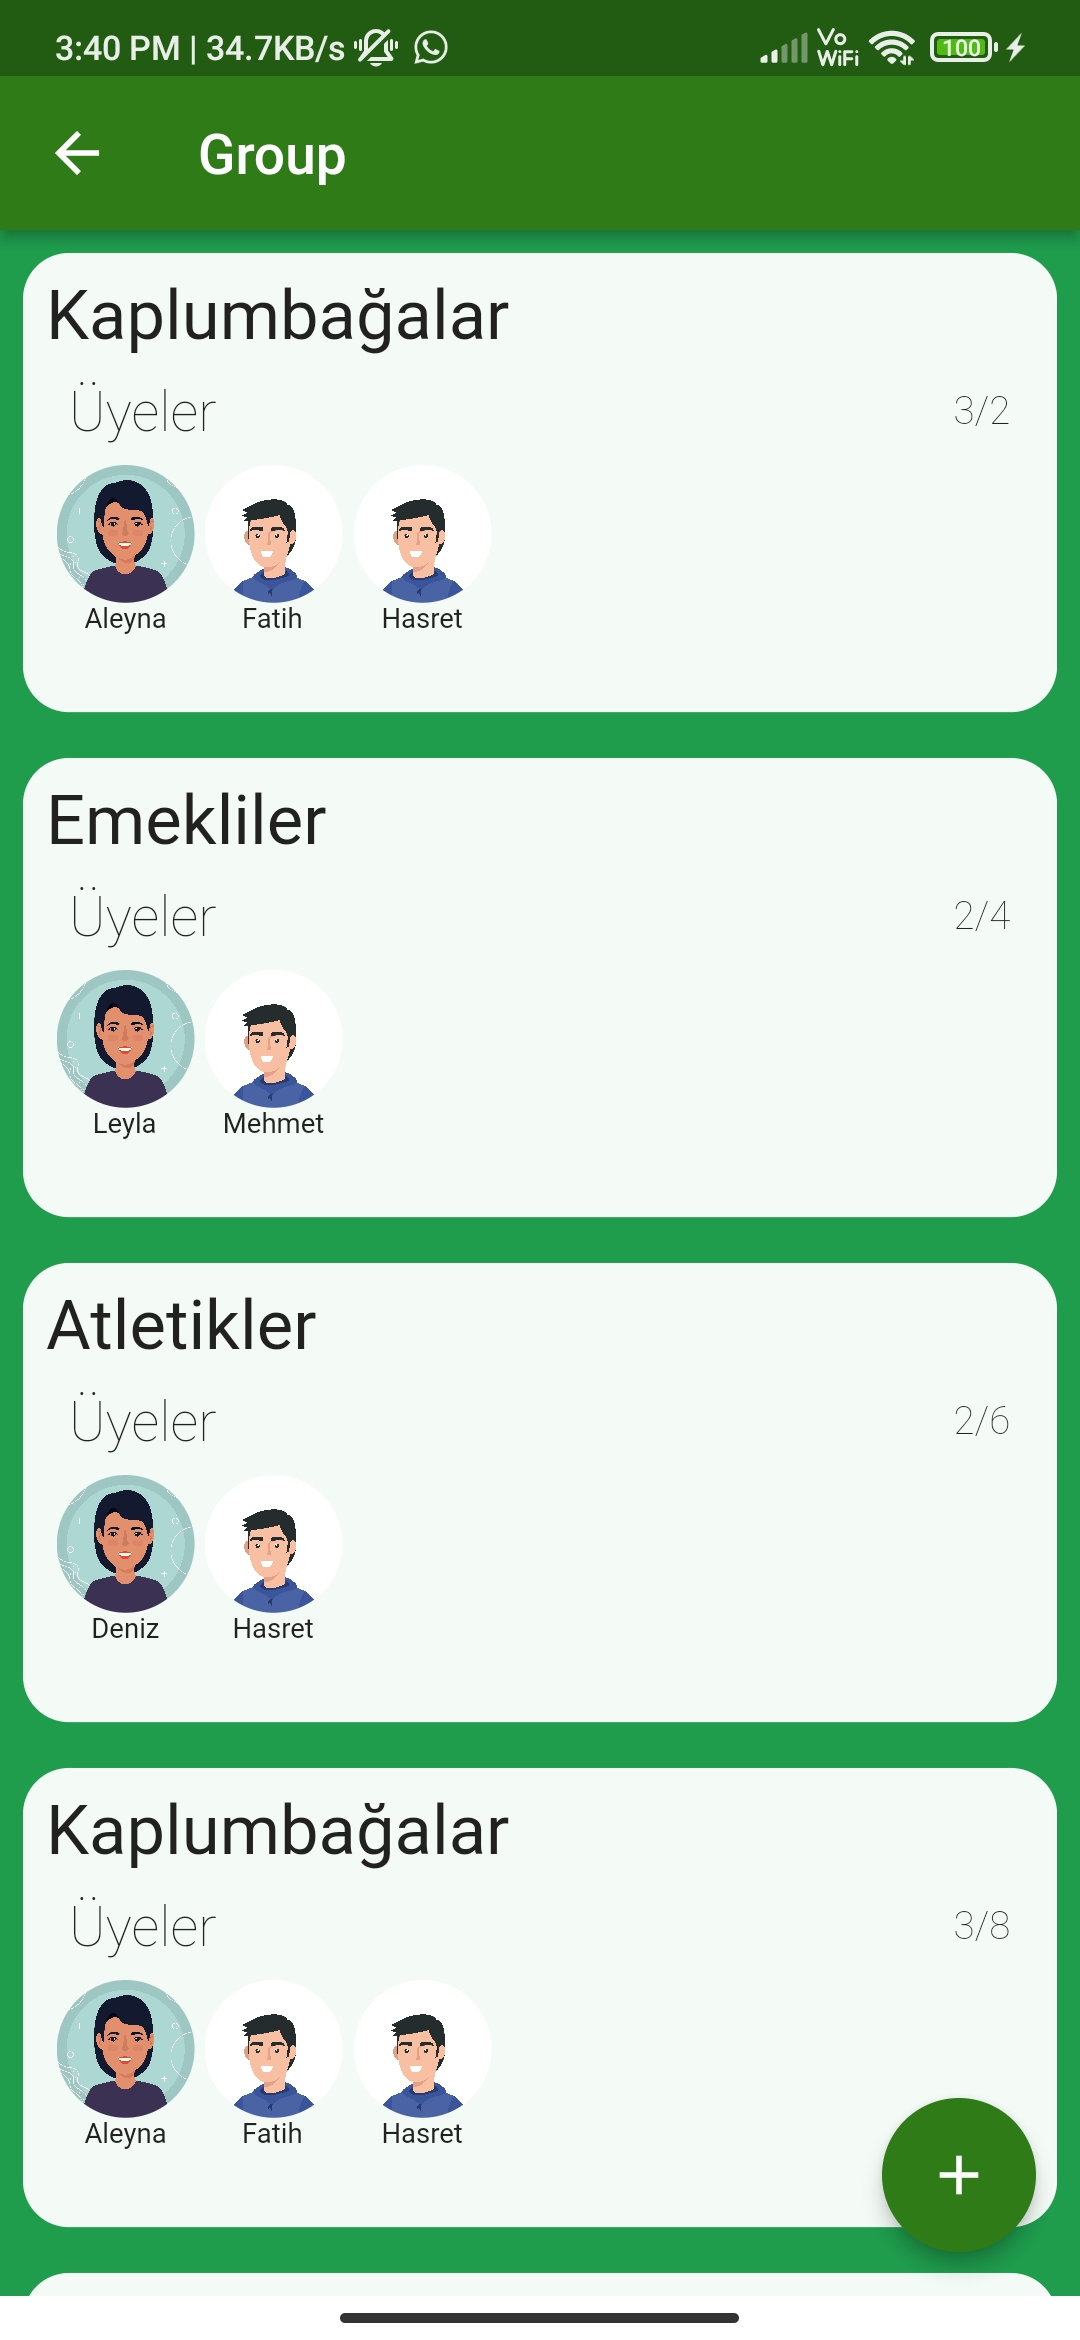 3:40 PM | 34.7KB/s Vo WiFi 100
Group
Kaplumbağalar
Üyeler 3/2
Aleyna Fatih Hasret
Emekliler
Üyeler 2/4
Leyla Mehmet
Atletikler
Üyeler 2/6
Deniz Hasret
Kaplumbağalar
Üyeler 3/8
Aleyna Fatih Hasret